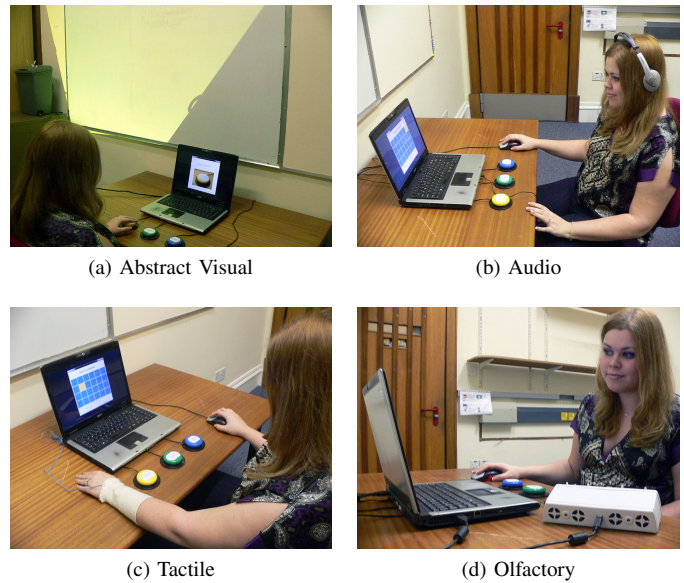 (a) Abstract Visual
(b) Audio
(c) Tactile
(d) Olfactory